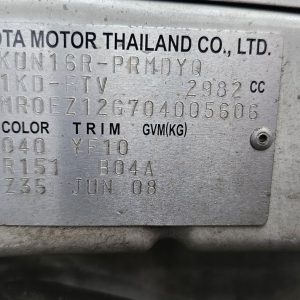 OTA MOTOR THAILAND CO., LTD.
KUN16R-PRMDYQ
1KD-FTV 2982 CC
MR0EZ12G704005606
COLOR TRIM GVM(KG)
040 YF10
R151 B04A
Z35 JUN 08